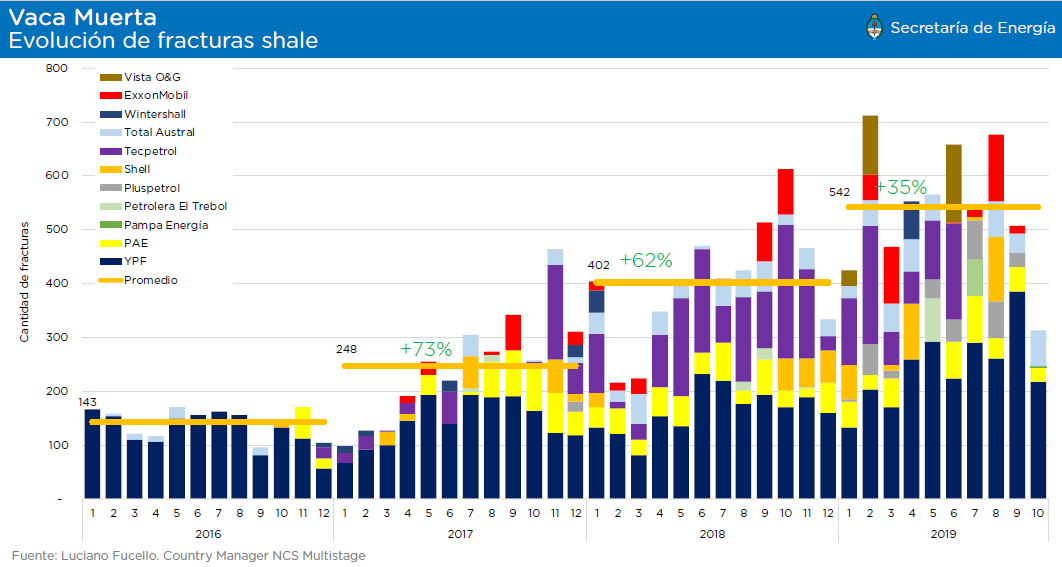 Vaca Muerta
Evolución de fracturas shale
Secretaría de Energía
Cantidad de fracturas
800
700
600
500
400
300
200
100
-
Vista O&G
ExxonMobil
Wintershall
Total Austral
Tecpetrol
Shell
Pluspetrol
Petrolera El Trebol
Pampa Energía
PAE
YPF
Promedio
143
248
+73%
402
+62%
542
+35%
1 2 3 4 5 6 7 8 9 10 11 12 1 2 3 4 5 6 7 8 9 10 11 12 1 2 3 4 5 6 7 8 9 10 11 12 1 2 3 4 5 6 7 8 9 10
2016 2017 2018 2019
Fuente: Luciano Fucello. Country Manager NCS Multistage